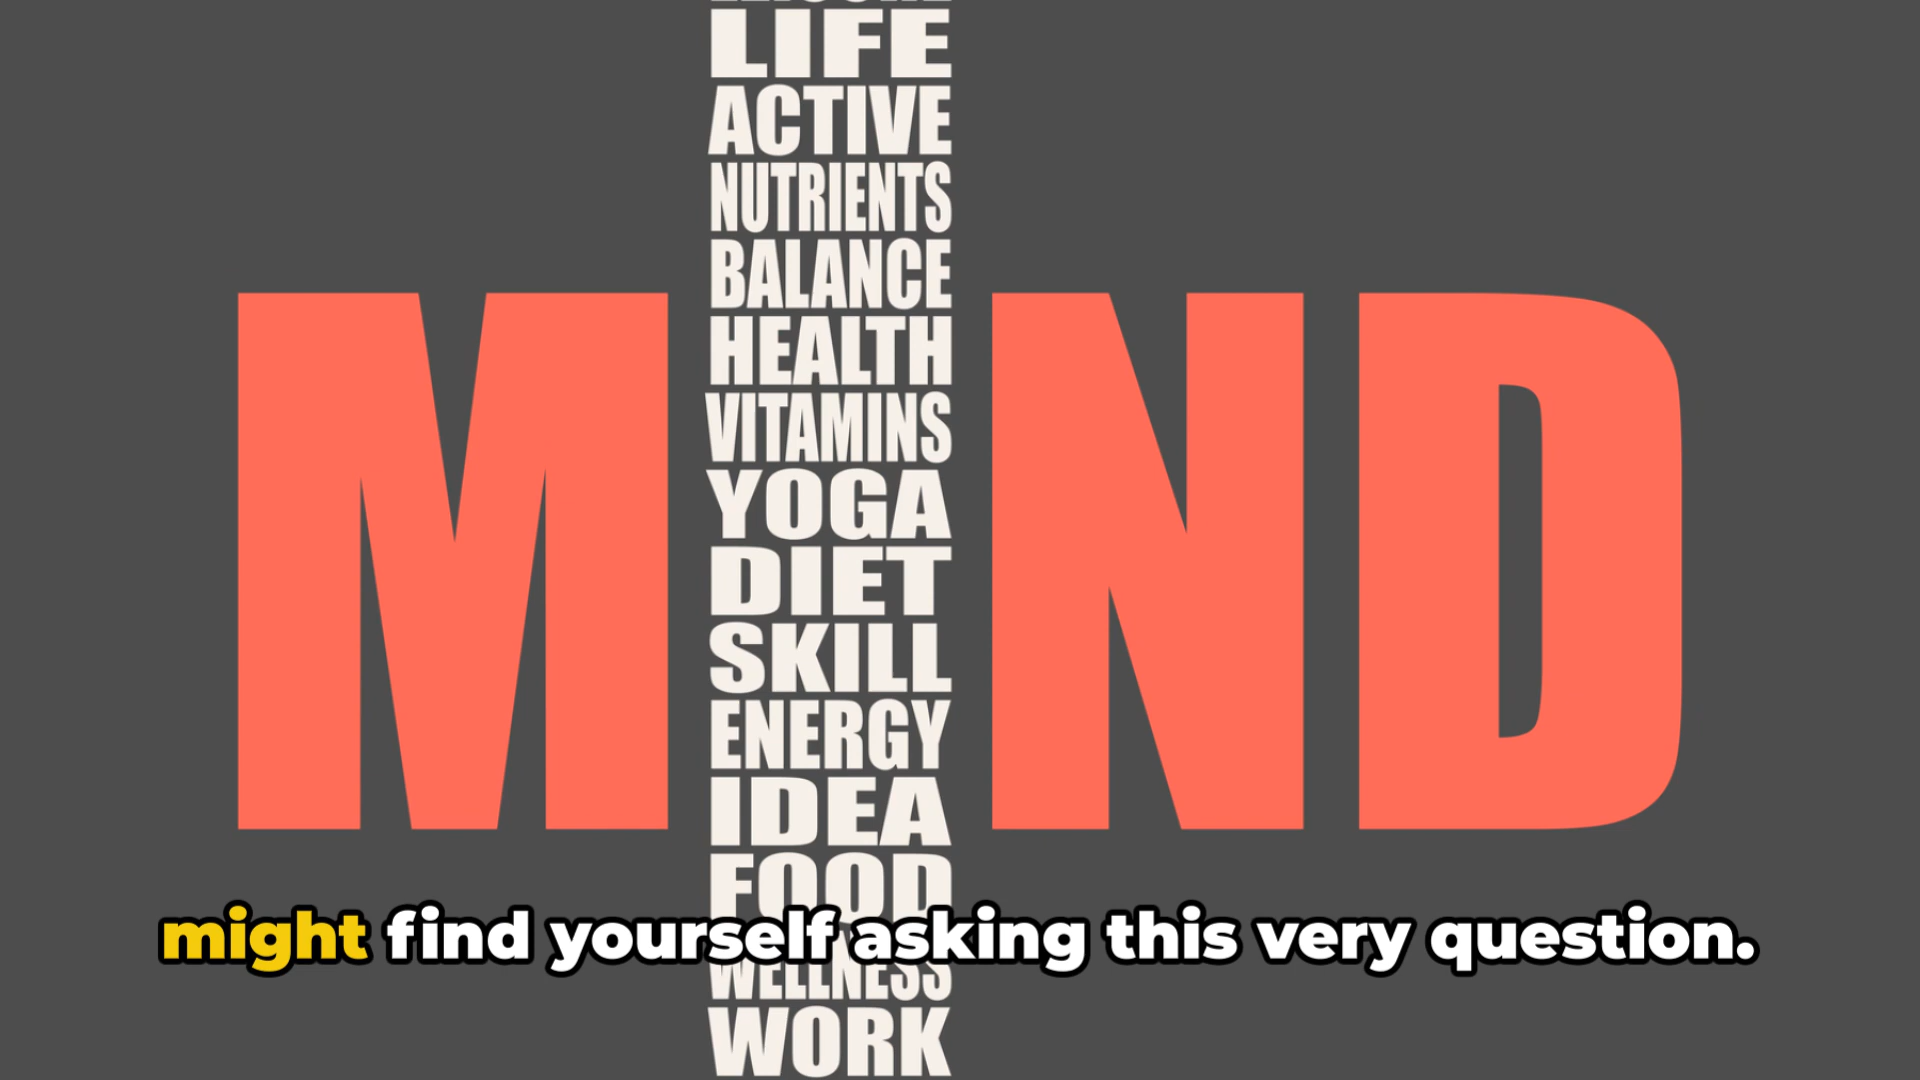 LIFE
ACTIVE
NUTRIENTS
BALANCE
HEALTH
VITAMINS
YOGA
DIET
SKILL
ENERGY
IDEA
FOOD
WELLNESS
WORK
M ND
might find yourself asking this very question.